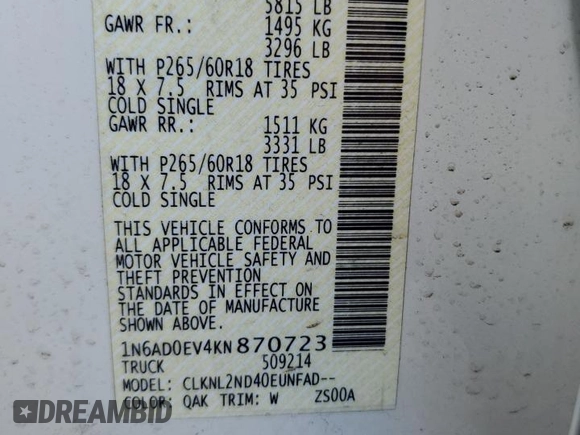 5815 LB
GAWR FR.: 1495 KG
3296 LB
WITH P265/60R18 TIRES
18 X 7.5 RIMS AT 35 PSI
COLD SINGLE
GAWR RR.: 1511 KG
3331 LB
WITH P265/60R18 TIRES
18 X 7.5 RIMS AT 35 PSI
COLD SINGLE
THIS VEHICLE CONFORMS TO
ALL APPLICABLE FEDERAL
MOTOR VEHICLE SAFETY AND
THEFT PREVENTION
STANDARDS IN EFFECT ON
THE DATE OF MANUFACTURE
SHOWN ABOVE.
1N6AD0EV4KN870723
TRUCK 509214
MODEL: CLKNL2ND40EUNFAD--
COLOR: QAK TRIM: W ZS00A
DREAMBID